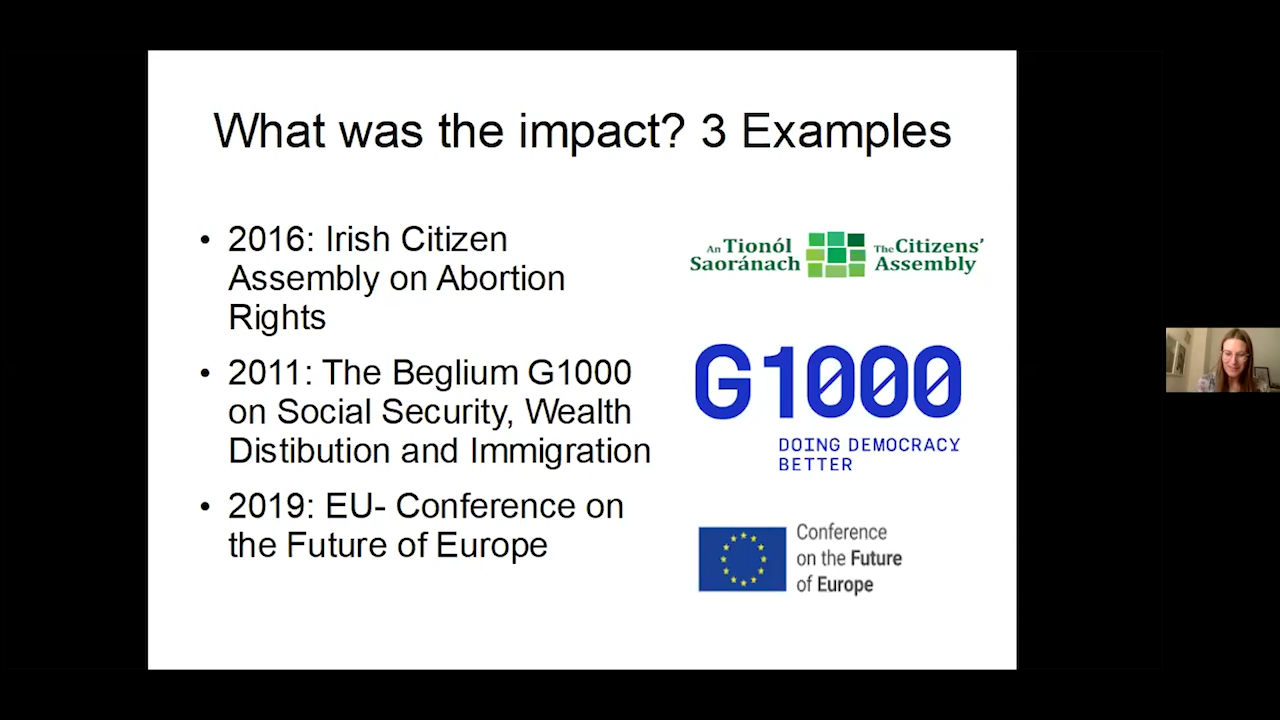 What was the impact? 3 Examples
• 2016: Irish Citizen
Assembly on Abortion
Rights
• 2011: The Beglium G1000
on Social Security, Wealth
Distibution and Immigration
• 2019: EU- Conference on
the Future of Europe
An Tionól
Saoránach
The Citizens’
Assembly
G1000
DOING DEMOCRACY
BETTER
Conference
on the Future
of Europe